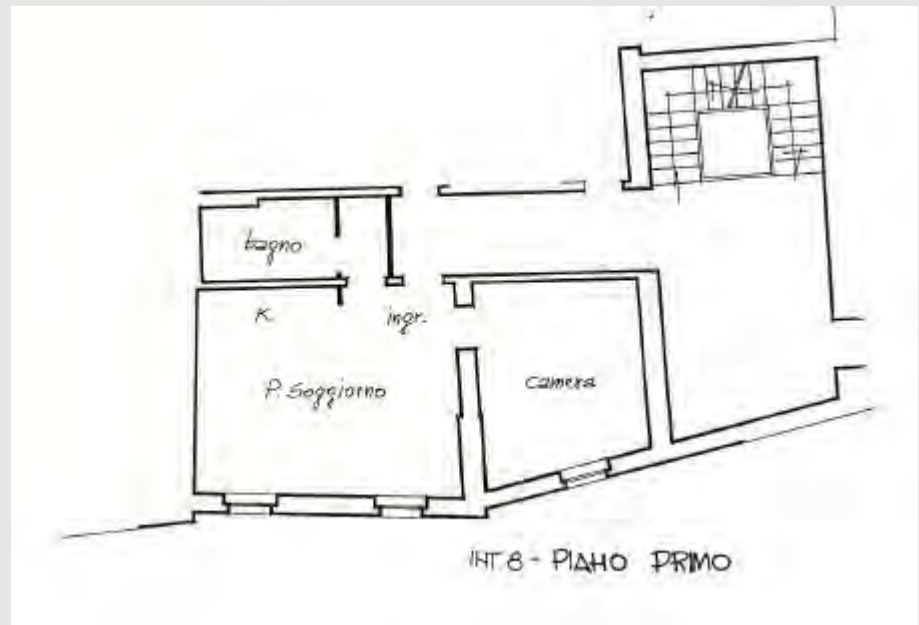 bagno
K.
ingr.
P. Soggiorno
camera
INT 8 - PIANO PRIMO